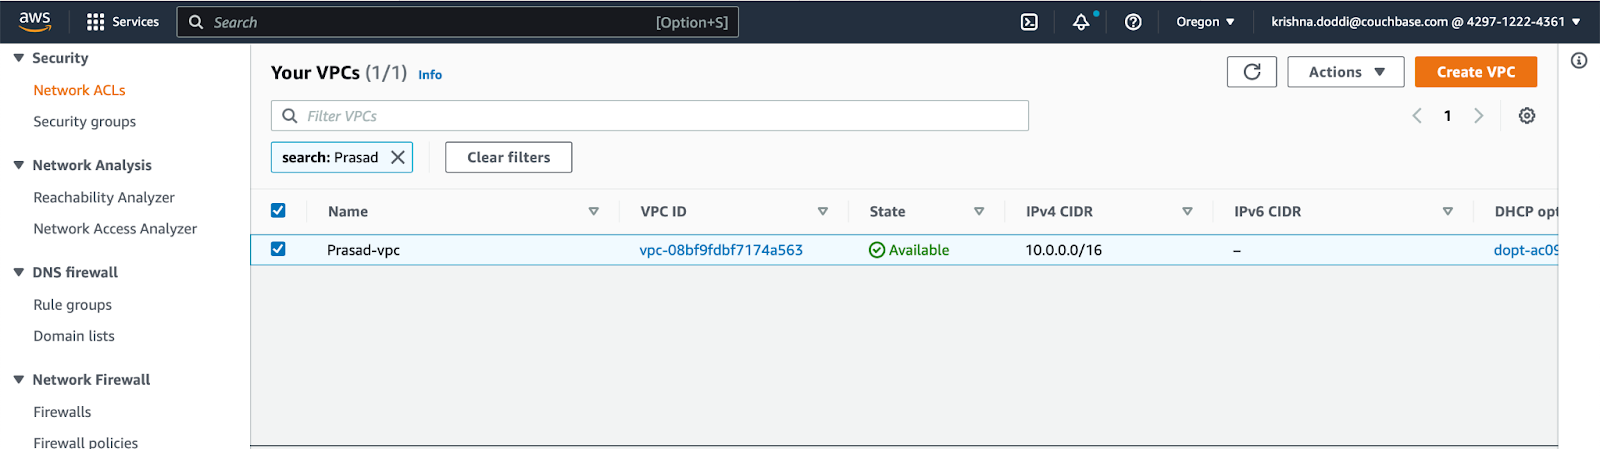 aws Services Search [Option+S] Oregon krishna.doddi@couchbase.com @ 4297-1222-4361
Security
Network ACLs
Security groups
Network Analysis
Reachability Analyzer
Network Access Analyzer
DNS firewall
Rule groups
Domain lists
Network Firewall
Firewalls
Firewall policies
Your VPCs (1/1) Info Actions Create VPC
Filter VPCs 1
search: Prasad Clear filters
Name VPC ID State IPv4 CIDR IPv6 CIDR DHCP opt
Prasad-vpc vpc-08bf9fdbf7174a563 Available 10.0.0.0/16 – dopt-ac09